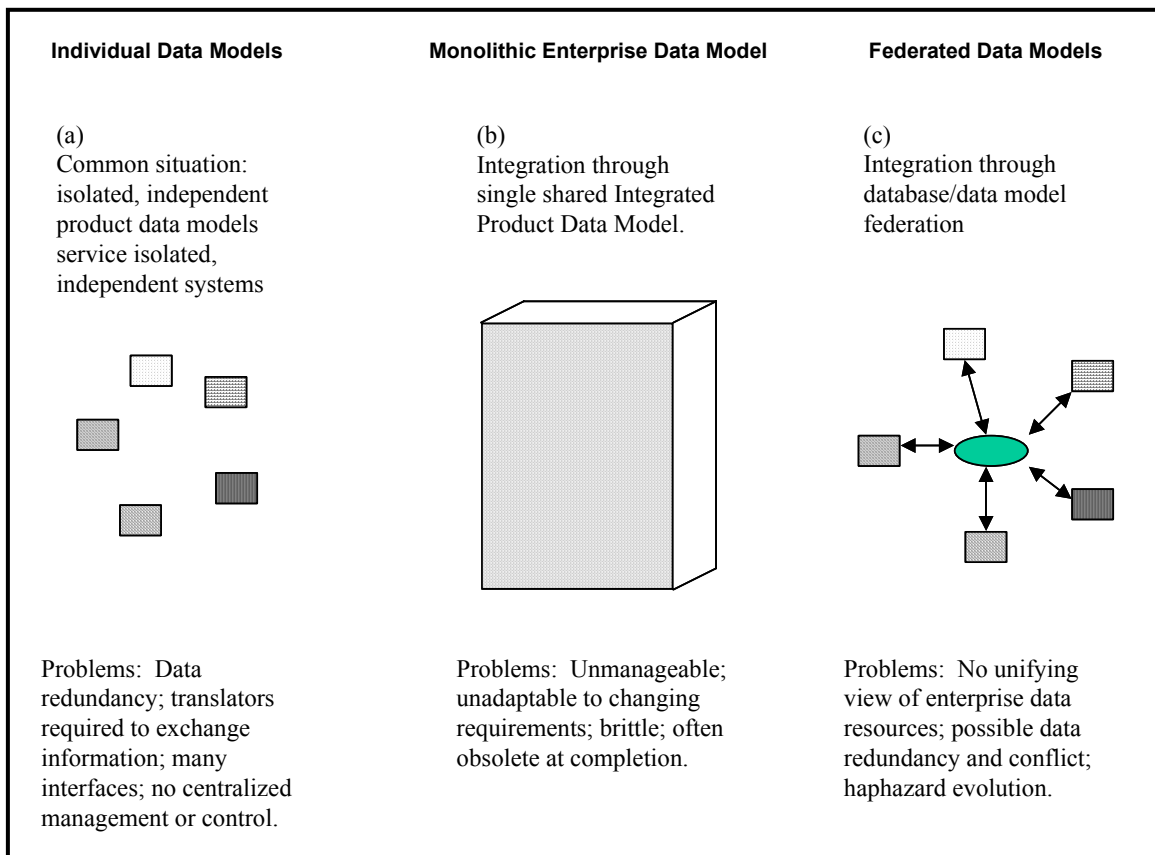 Individual Data Models
Monolithic Enterprise Data Model
Federated Data Models
(a)
Common situation:
isolated, independent
product data models
service isolated,
independent systems
(b)
Integration through
single shared Integrated
Product Data Model.
(c)
Integration through
database/data model
federation
Problems:  Data
redundancy; translators
required to exchange
information; many
interfaces; no centralized
management or control.
Problems:  Unmanageable;
unadaptable to changing
requirements; brittle; often
obsolete at completion.
Problems:  No unifying
view of enterprise data
resources; possible data
redundancy and conflict;
haphazard evolution.